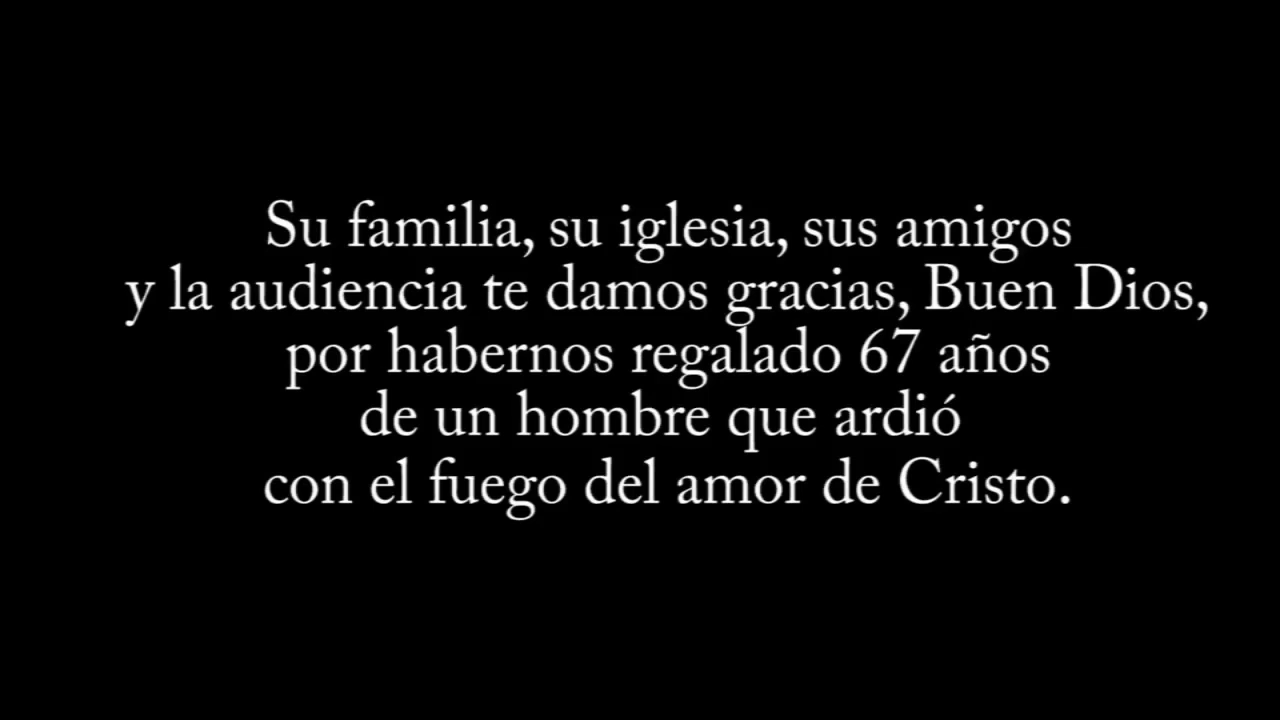 Su familia, su iglesia, sus amigos
y la audiencia te damos gracias, Buen Dios,
por habernos regalado 67 años
de un hombre que ardió
con el fuego del amor de Cristo.